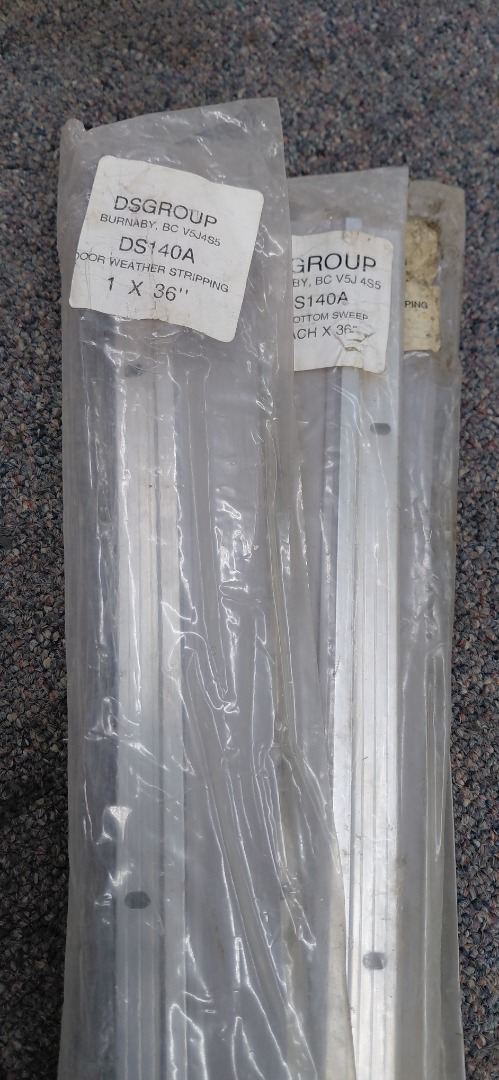 DSGROUP
BURNABY, BC V5J4S5
DS140A
DOOR WEATHER STRIPPING
1 X 36"
GROUP
BY, BC V5J 4S5
S140A
OTTOM SWEEP
ACH X 36"
PING